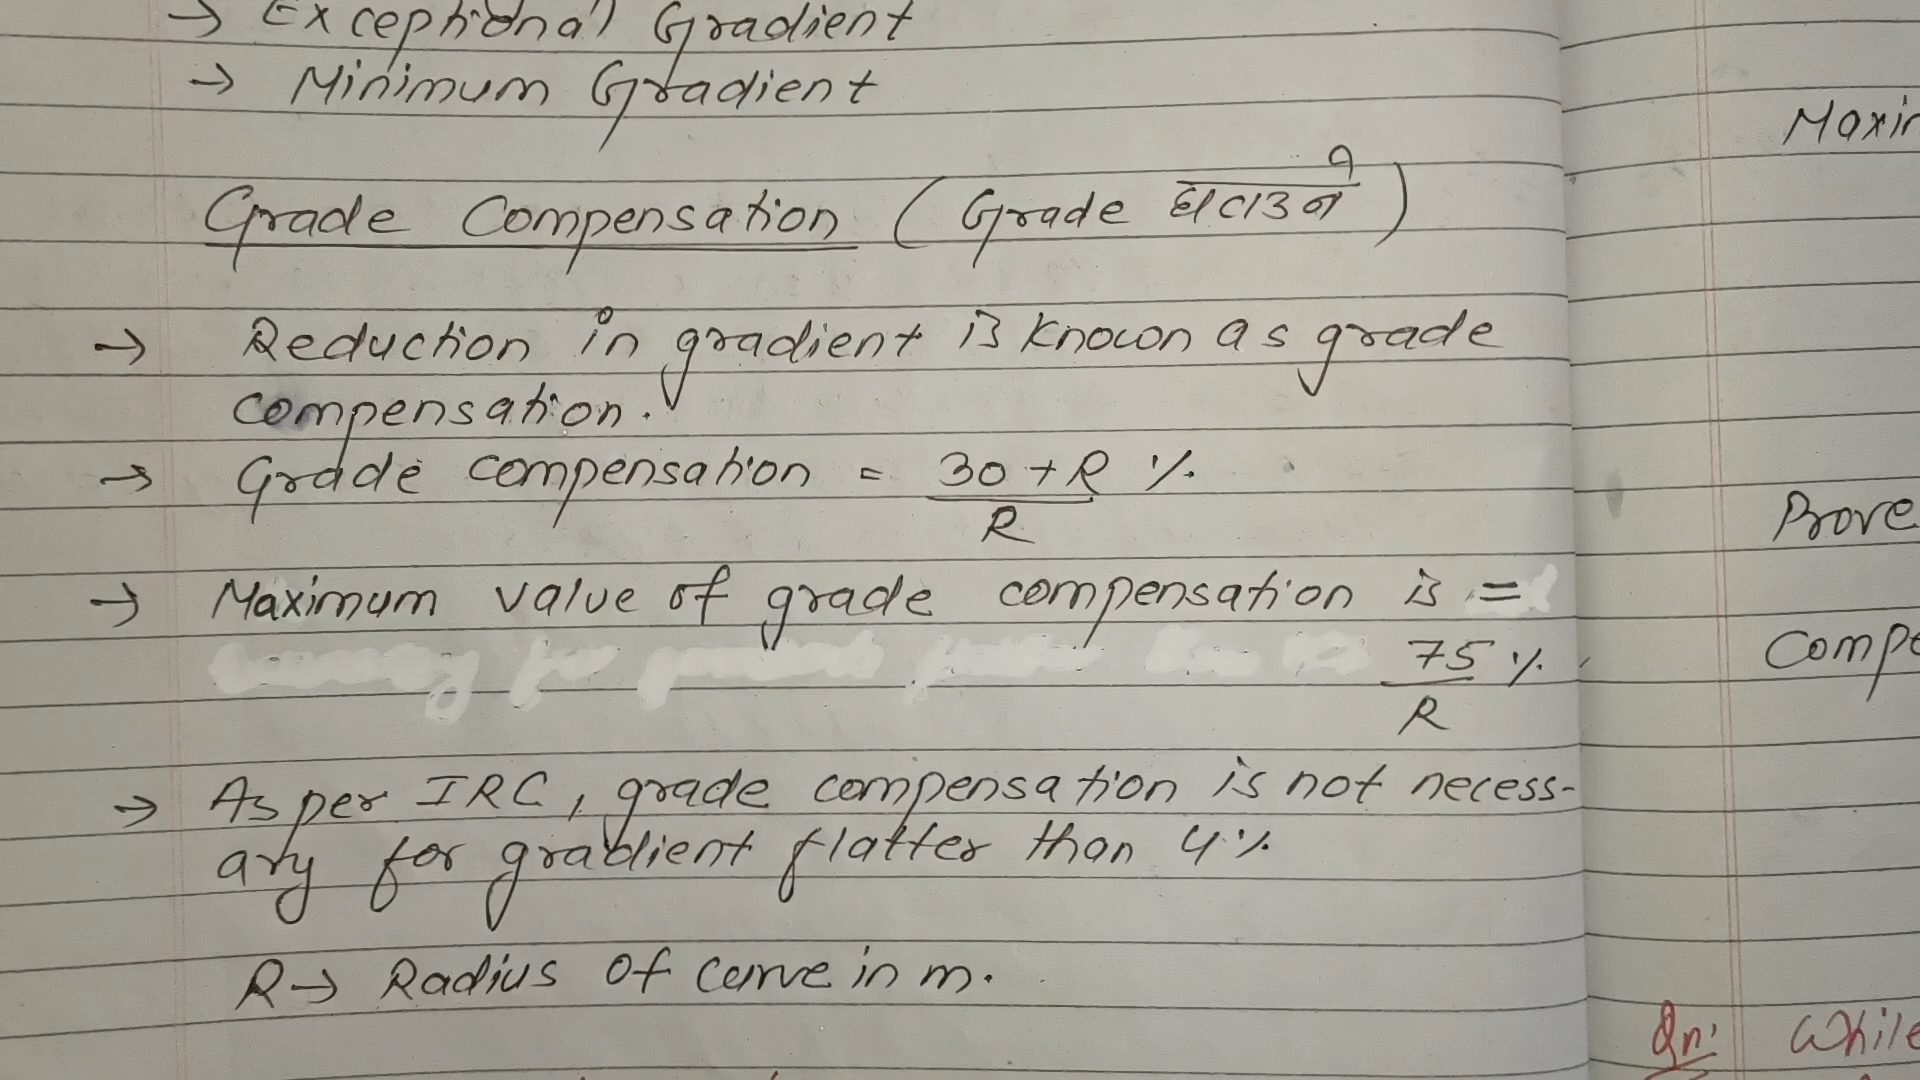 → Exceptional Gradient
→ Minimum Gradient
Grade Compensation ( Grade घटाउने )
→ Reduction in gradient is known as grade
compensation.
→ Grade compensation = 30 + R %
R
→ Maximum value of grade compensation is =
75 %
R
→ As per IRC, grade compensation is not necess-
ary for gradient flatter than 4%
R → Radius of curve in m.
Prove
Qn: While